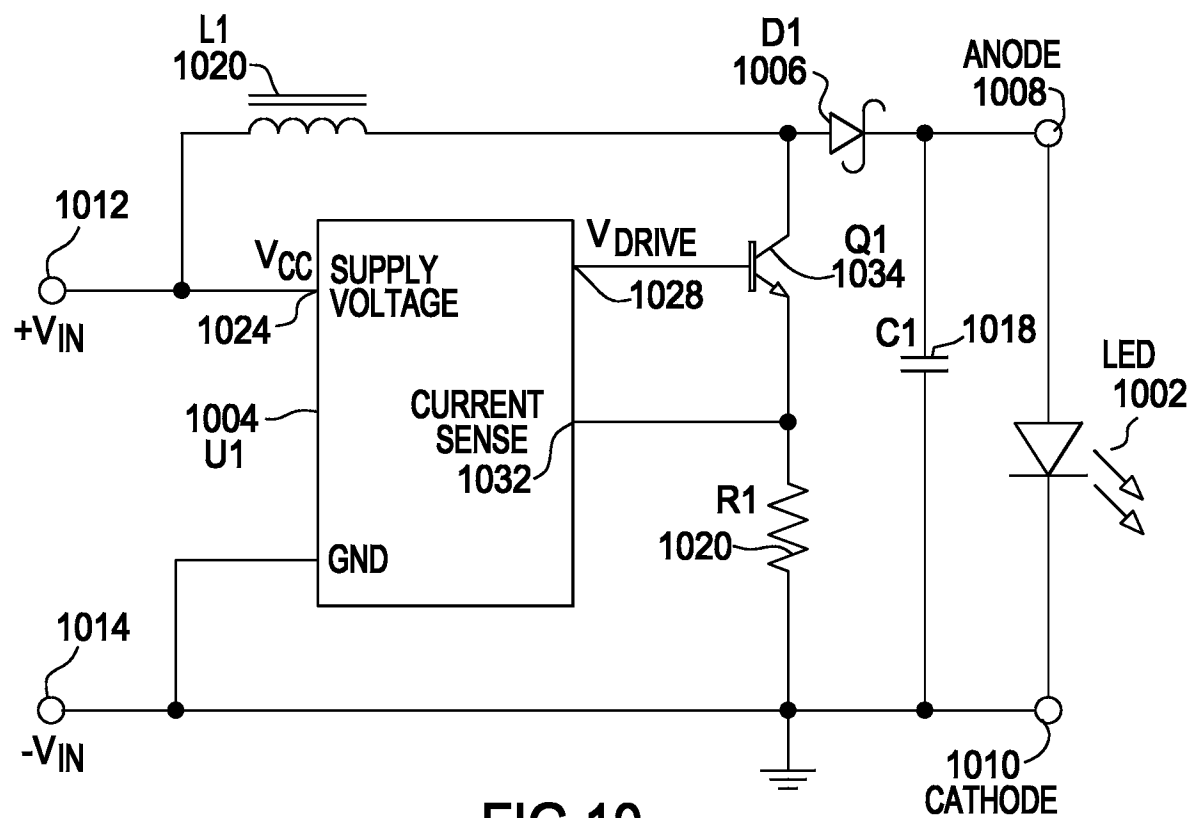 L1
1020
D1
1006
ANODE
1008
1012
+VIN
VCC
1024
SUPPLY
VOLTAGE
VDRIVE
1028
Q1
1034
C1
1018
LED
1002
1004
U1
CURRENT
SENSE
1032
R1
1020
GND
1014
-VIN
1010
CATHODE